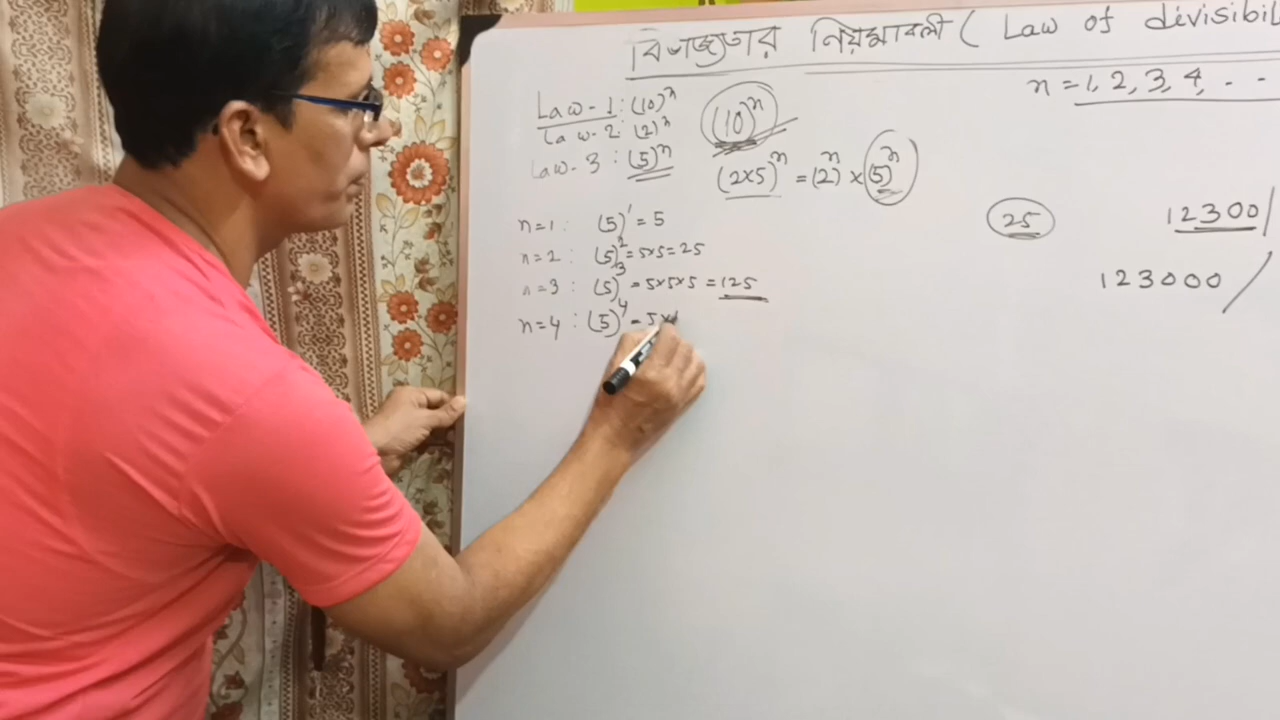 বিভাজ্যতার নিয়মাবলী ( Law of devisibil
n = 1, 2, 3, 4, . - -
Law - 1 : (10)ⁿ
Law - 2 : (2)ⁿ
Law - 3 : (5)ⁿ
(10)ⁿ
(2×5)ⁿ = (2)ⁿ × (5)ⁿ
n = 1 : (5)¹ = 5
n = 2 : (5)² = 5×5 = 25
n = 3 : (5)³ = 5×5×5 = 125
n = 4 : (5)⁴ = 5×
25
12300/
123000/